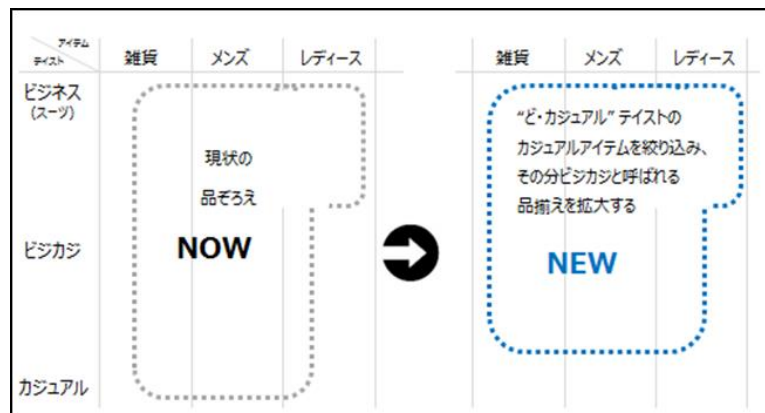 アイテム
テイスト
雑貨
メンズ
レディース
雑貨
メンズ
レディース
ビジネス
(スーツ)
ビジカジ
カジュアル
現状の
品ぞろえ
NOW
“ど・カジュアル” テイストの
カジュアルアイテムを絞り込み、
その分ビジカジと呼ばれる
品揃えを拡大する
NEW